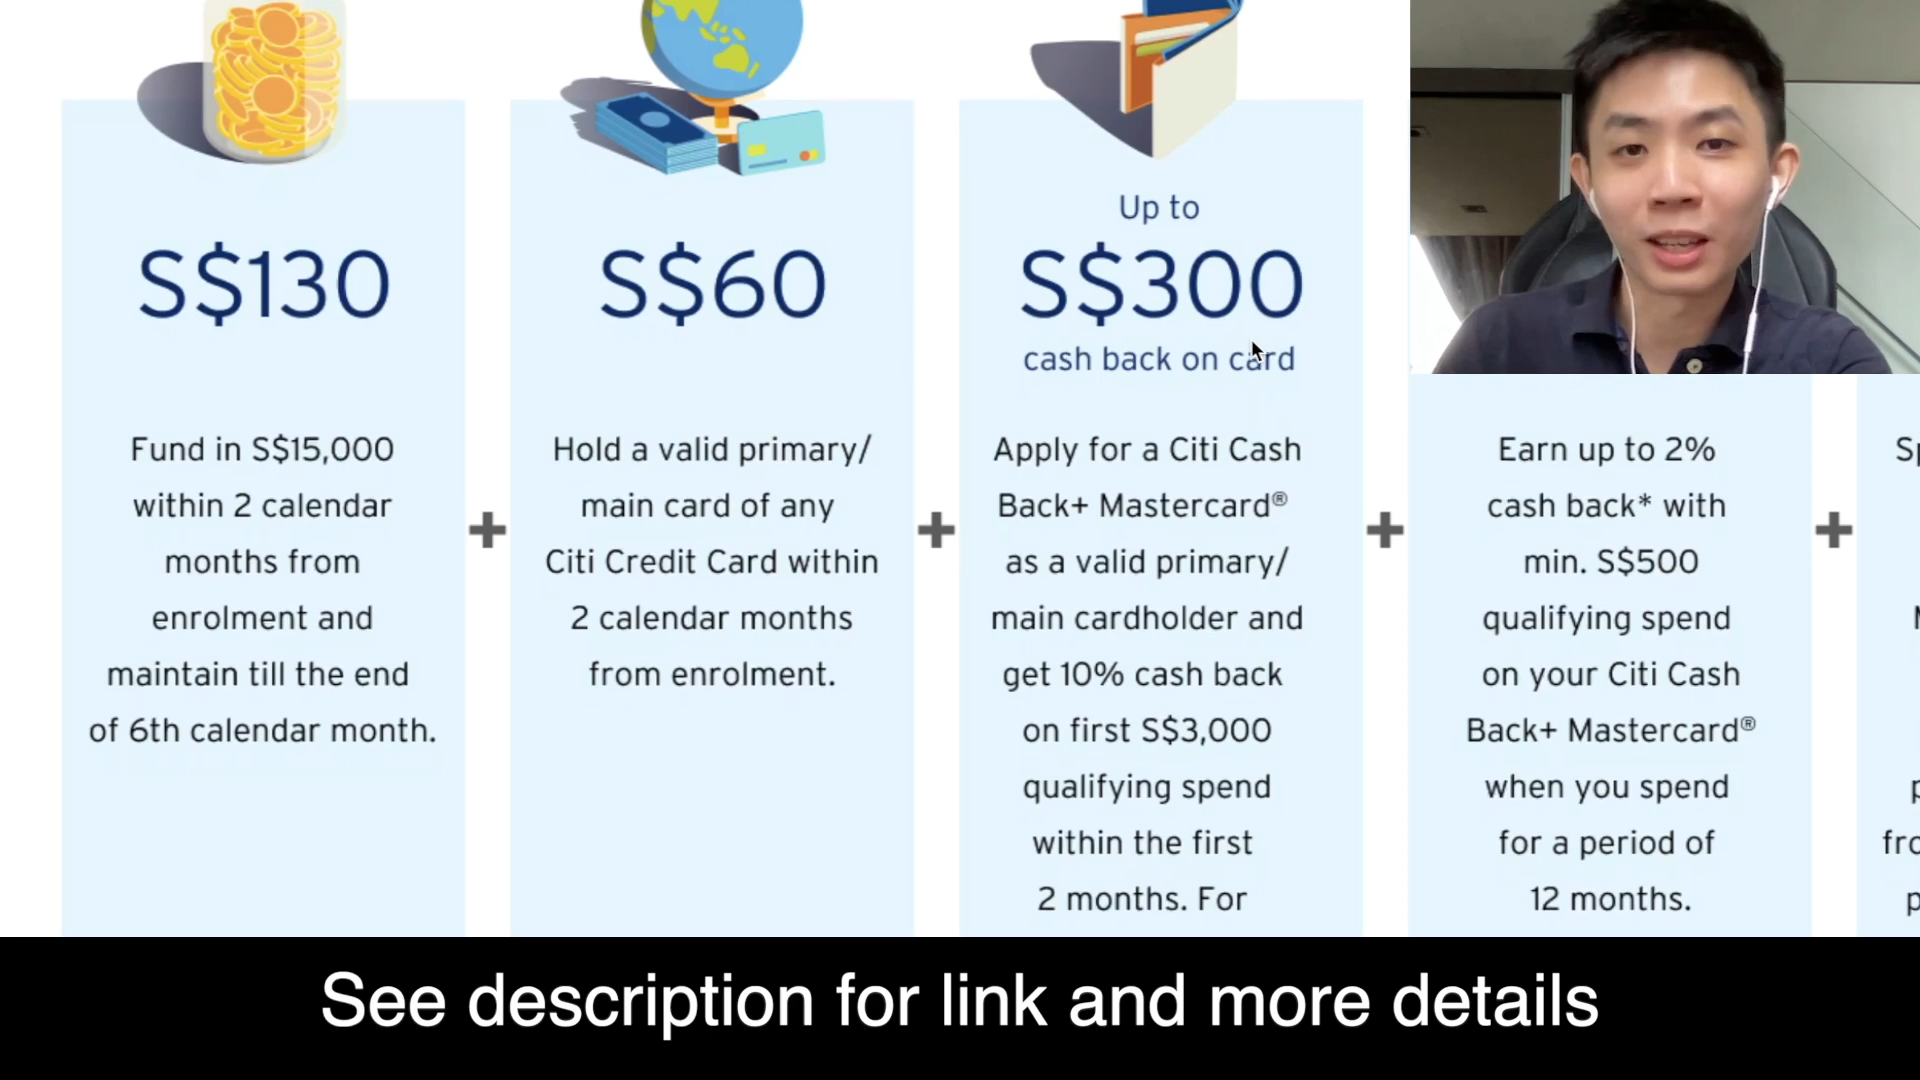 S$130
Fund in S$15,000
within 2 calendar
months from
enrolment and
maintain till the end
of 6th calendar month.
+
S$60
Hold a valid primary/
main card of any
Citi Credit Card within
2 calendar months
from enrolment.
+
Up to
S$300
cash back on card
Apply for a Citi Cash
Back+ Mastercard®
as a valid primary/
main cardholder and
get 10% cash back
on first S$3,000
qualifying spend
within the first
2 months. For
+
Earn up to 2%
cash back* with
min. S$500
qualifying spend
on your Citi Cash
Back+ Mastercard®
when you spend
for a period of
12 months.
+
See description for link and more details